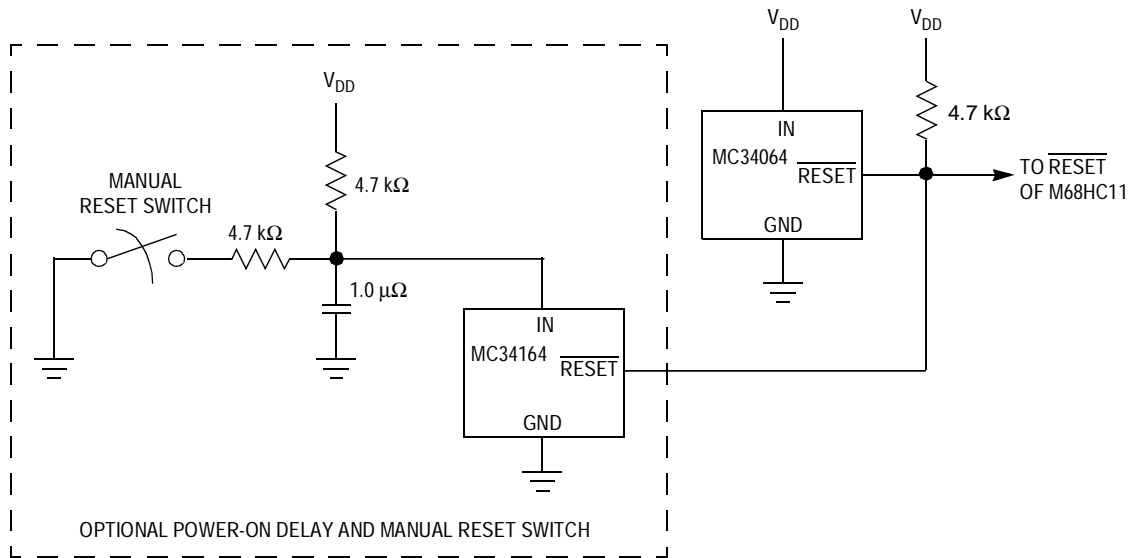 V_DD
V_DD
V_DD
4.7 kΩ
IN
MC34064
RESET
GND
TO RESET
OF M68HC11
4.7 kΩ
MANUAL
RESET SWITCH
4.7 kΩ
1.0 μΩ
IN
MC34164
RESET
GND
OPTIONAL POWER-ON DELAY AND MANUAL RESET SWITCH